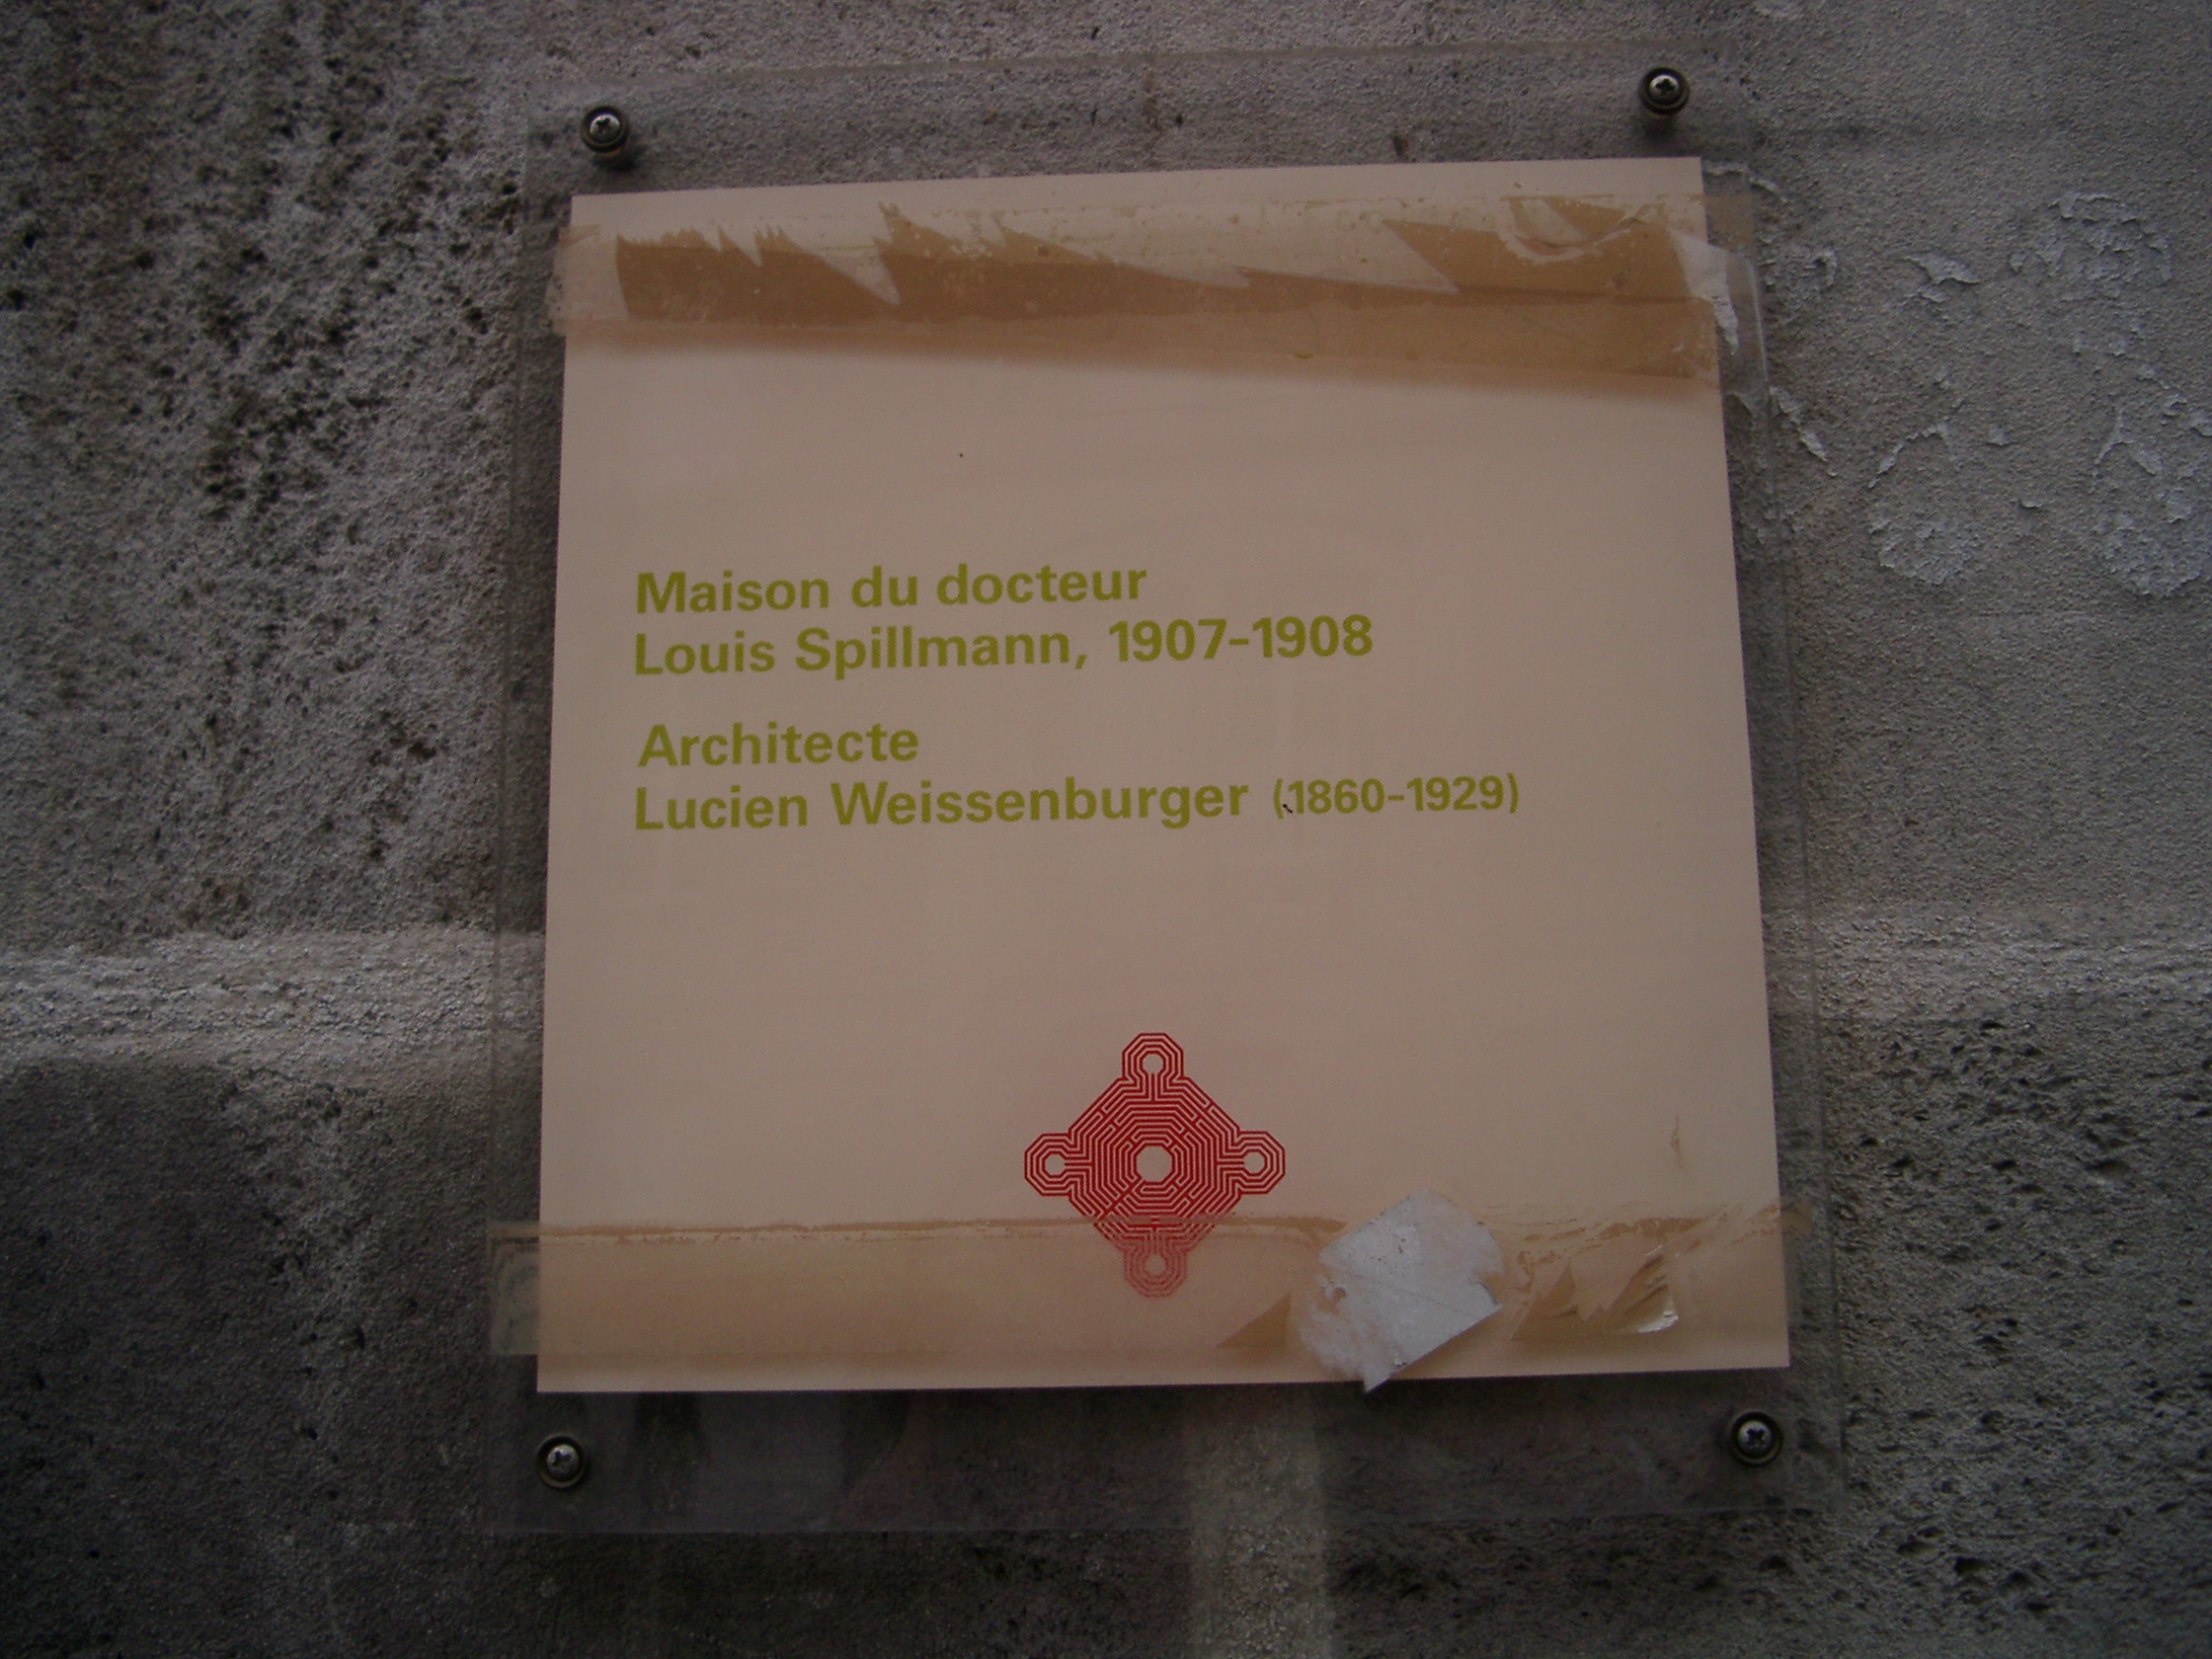 Maison du docteur
Louis Spillmann, 1907-1908
Architecte
Lucien Weissenburger (1860-1929)